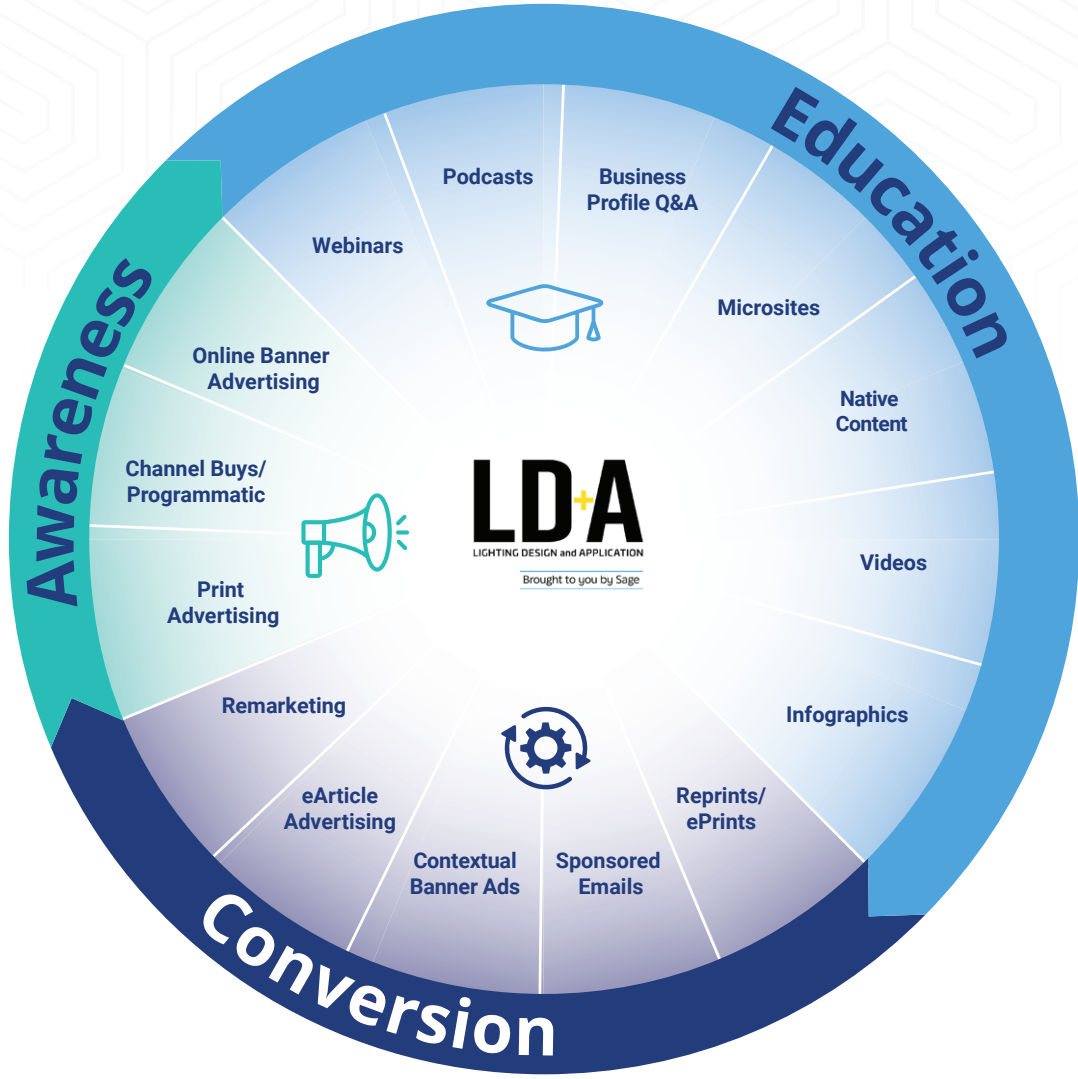 Education
Podcasts
Business
Profile Q&A
Webinars
Microsites
Native
Content
Videos
Infographics
Awareness
Online Banner
Advertising
Channel Buys/
Programmatic
Print
Advertising
LD+A
LIGHTING DESIGN and APPLICATION
Brought to you by Sage
Remarketing
eArticle
Advertising
Contextual
Banner Ads
Sponsored
Emails
Reprints/
ePrints
Conversion